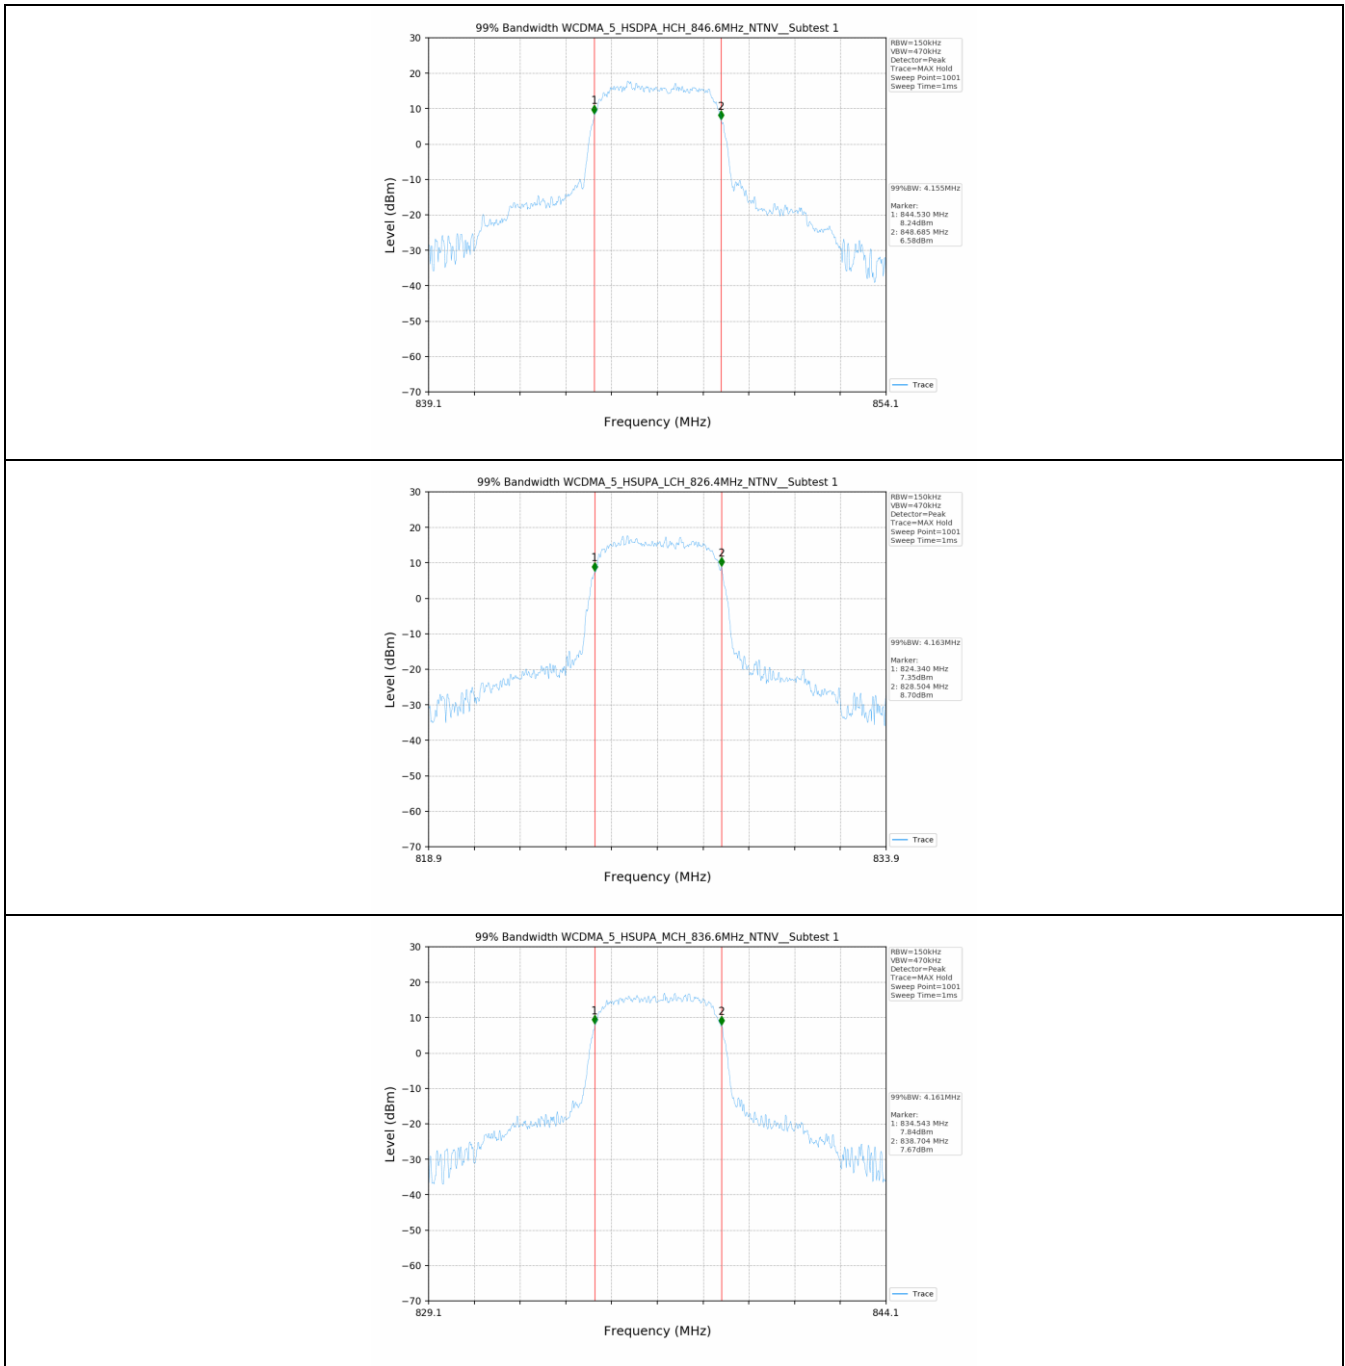 99% Bandwidth WCDMA_5_HSDPA_HCH_846.6MHz_NTNV__Subtest 1
30
20
10
0
−10
−20
−30
−40
−50
−60
−70
Level (dBm)
1
2
839.1
854.1
Frequency (MHz)
RBW=150kHz
VBW=470kHz
Detector=Peak
Trace=MAX Hold
Sweep Point=1001
Sweep Time=1ms
99%BW: 4.155MHz
Marker:
1: 844.530 MHz
8.24dBm
2: 848.685 MHz
6.58dBm
Trace
99% Bandwidth WCDMA_5_HSUPA_LCH_826.4MHz_NTNV__Subtest 1
30
20
10
0
−10
−20
−30
−40
−50
−60
−70
Level (dBm)
1
2
818.9
833.9
Frequency (MHz)
RBW=150kHz
VBW=470kHz
Detector=Peak
Trace=MAX Hold
Sweep Point=1001
Sweep Time=1ms
99%BW: 4.163MHz
Marker:
1: 824.340 MHz
7.35dBm
2: 828.504 MHz
8.70dBm
Trace
99% Bandwidth WCDMA_5_HSUPA_MCH_836.6MHz_NTNV__Subtest 1
30
20
10
0
−10
−20
−30
−40
−50
−60
−70
Level (dBm)
1
2
829.1
844.1
Frequency (MHz)
RBW=150kHz
VBW=470kHz
Detector=Peak
Trace=MAX Hold
Sweep Point=1001
Sweep Time=1ms
99%BW: 4.161MHz
Marker:
1: 834.543 MHz
7.84dBm
2: 838.704 MHz
7.67dBm
Trace